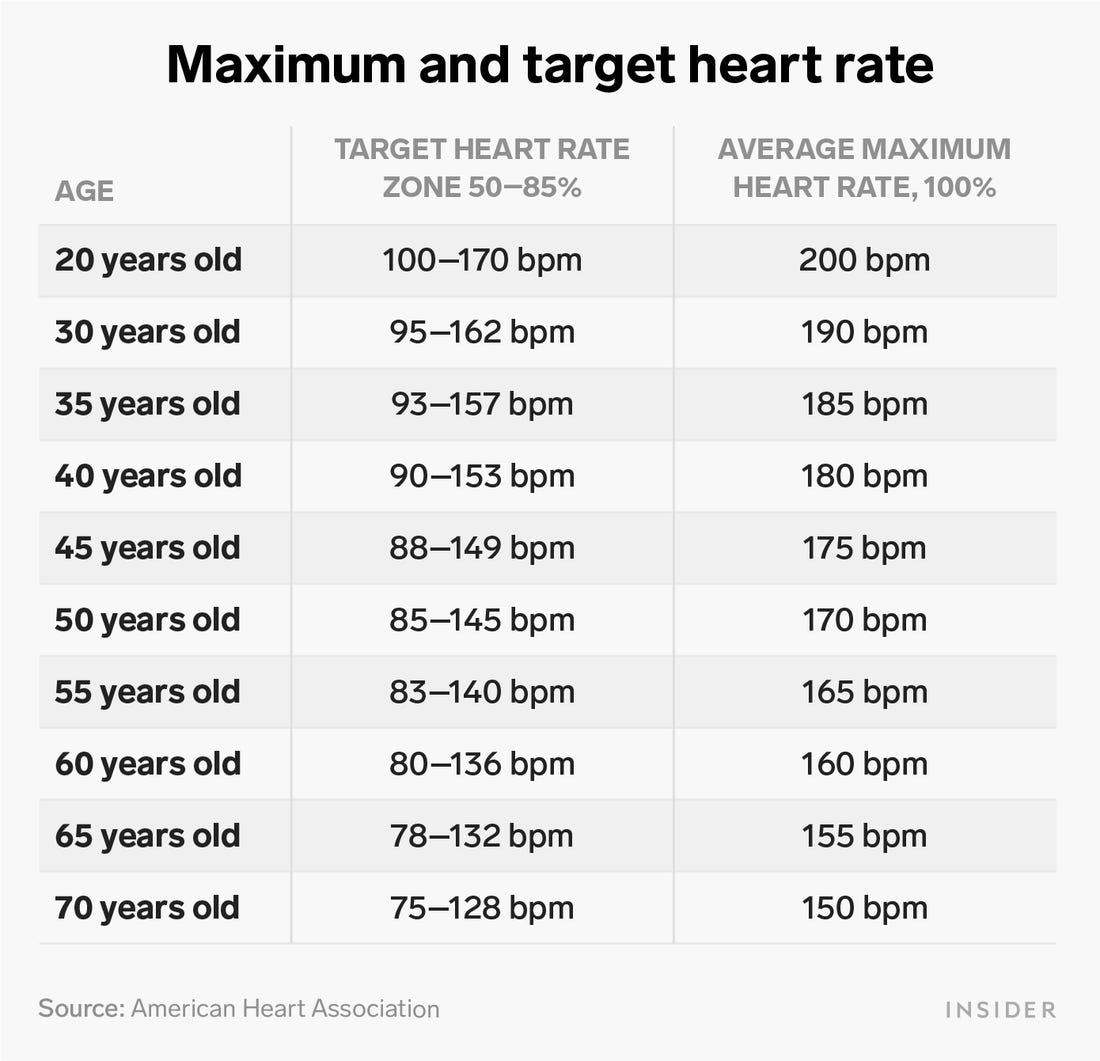 Maximum and target heart rate
AGE
TARGET HEART RATE
ZONE 50–85%
AVERAGE MAXIMUM
HEART RATE, 100%
20 years old 100–170 bpm 200 bpm
30 years old 95–162 bpm 190 bpm
35 years old 93–157 bpm 185 bpm
40 years old 90–153 bpm 180 bpm
45 years old 88–149 bpm 175 bpm
50 years old 85–145 bpm 170 bpm
55 years old 83–140 bpm 165 bpm
60 years old 80–136 bpm 160 bpm
65 years old 78–132 bpm 155 bpm
70 years old 75–128 bpm 150 bpm
Source: American Heart Association
INSIDER